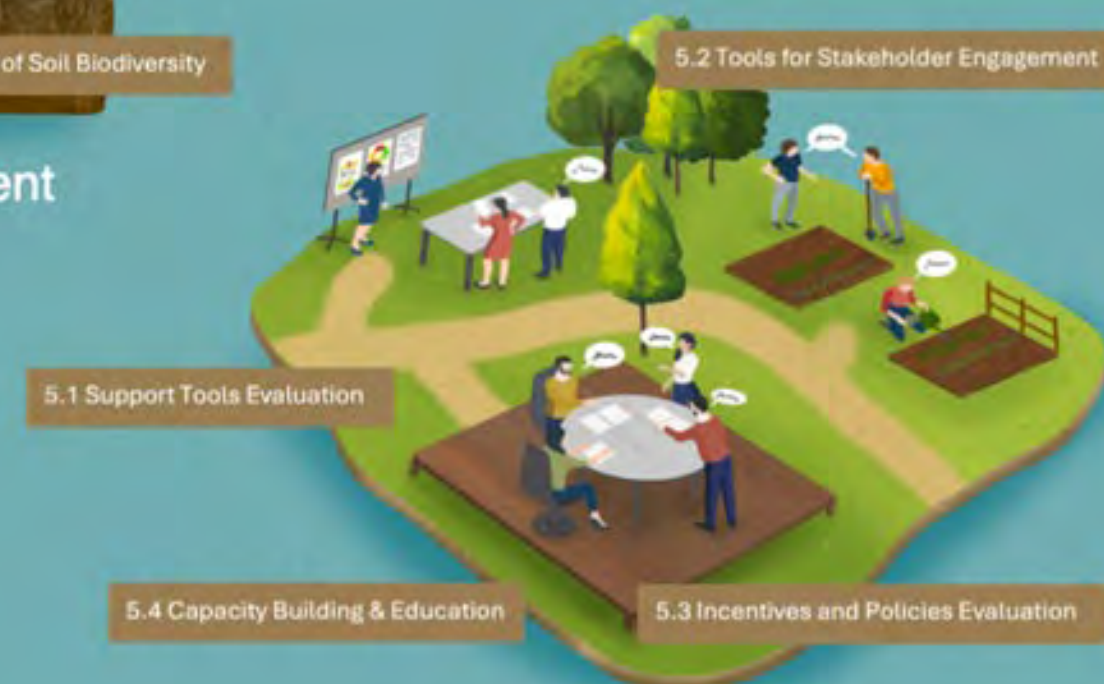 of Soil Biodiversity
5.2 Tools for Stakeholder Engagement
ent
5.1 Support Tools Evaluation
5.4 Capacity Building & Education
5.3 Incentives and Policies Evaluation